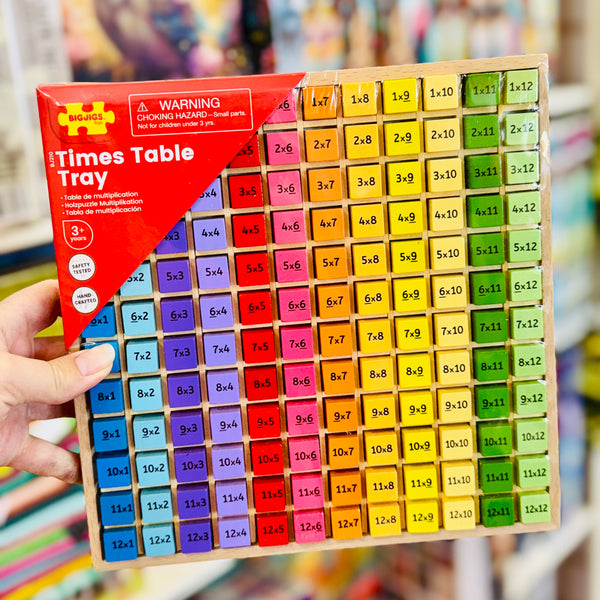 BIGJIGS
WARNING
CHOKING HAZARD—Small parts.
Not for children under 3 yrs.
Times Table
Tray
• Table de multiplication
• Holzpuzzle Multiplikation
• Tabla de multiplicación
3+
years
SAFETY
TESTED
HAND
CRAFTED
x6 1x7 1x8 1x9 1x10 1x11 1x12
x5 2x6 2x7 2x8 2x9 2x10 2x11 2x12
x4 3x5 3x6 3x7 3x8 3x9 3x10 3x11 3x12
x3 4x4 4x5 4x6 4x7 4x8 4x9 4x10 4x11 4x12
5x2 5x3 5x4 5x5 5x6 5x7 5x8 5x9 5x10 5x11 5x12
6x1 6x2 6x3 6x4 6x5 6x6 6x7 6x8 6x9 6x10 6x11 6x12
7x2 7x3 7x4 7x5 7x6 7x7 7x8 7x9 7x10 7x11 7x12
8x1 8x2 8x3 8x4 8x5 8x6 8x7 8x8 8x9 8x10 8x11 8x12
9x1 9x2 9x3 9x4 9x5 9x6 9x7 9x8 9x9 9x10 9x11 9x12
10x1 10x2 10x3 10x4 10x5 10x6 10x7 10x8 10x9 10x10 10x11 10x12
11x1 11x2 11x3 11x4 11x5 11x6 11x7 11x8 11x9 11x10 11x11 11x12
12x1 12x2 12x3 12x4 12x5 12x6 12x7 12x8 12x9 12x10 12x11 12x12